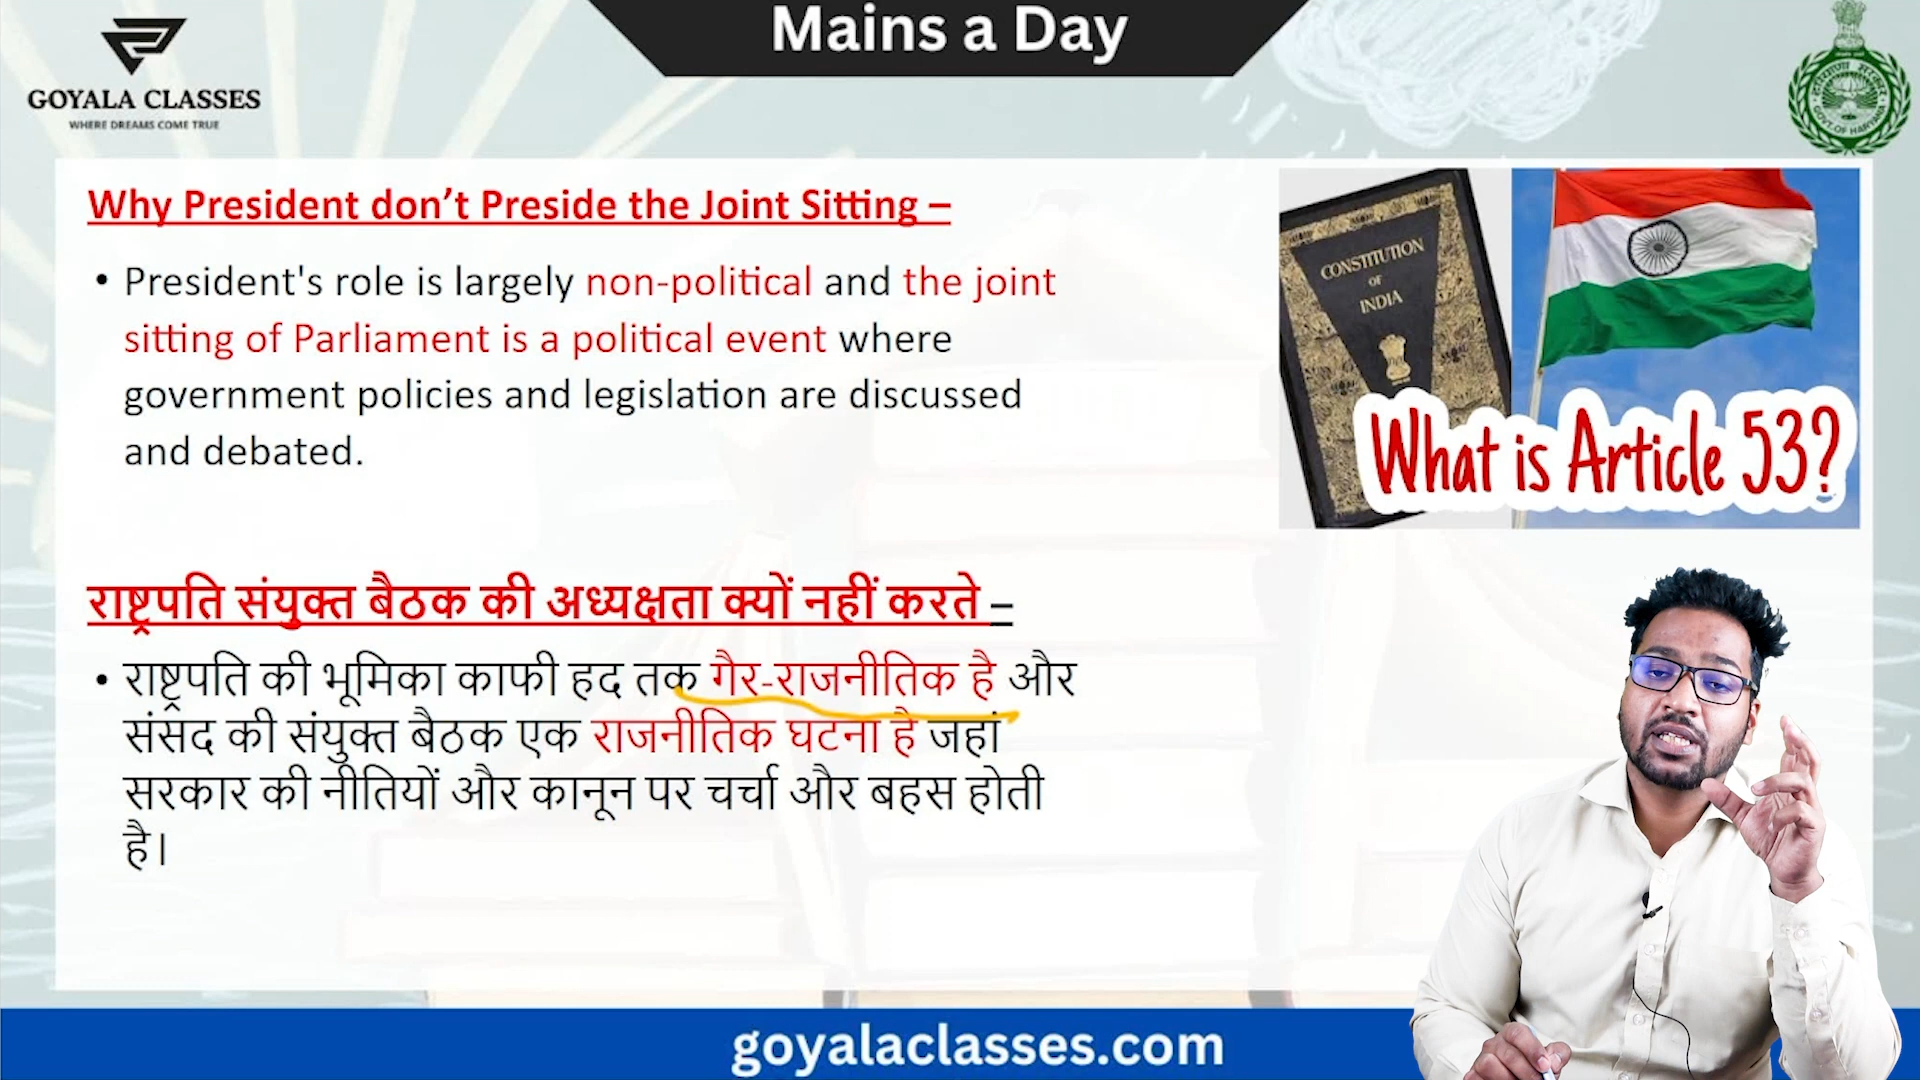 Mains a Day
GOYALA CLASSES
WHERE DREAMS COME TRUE
GOVT. OF HARYANA
Why President don’t Preside the Joint Sitting –
• President's role is largely non-political and the joint
sitting of Parliament is a political event where
government policies and legislation are discussed
and debated.
CONSTITUTION
OF
INDIA
What is Article 53?
राष्ट्रपति संयुक्त बैठक की अध्यक्षता क्यों नहीं करते –
• राष्ट्रपति की भूमिका काफी हद तक गैर-राजनीतिक है और
संसद की संयुक्त बैठक एक राजनीतिक घटना है जहां
सरकार की नीतियों और कानून पर चर्चा और बहस होती
है।
goyalaclasses.com